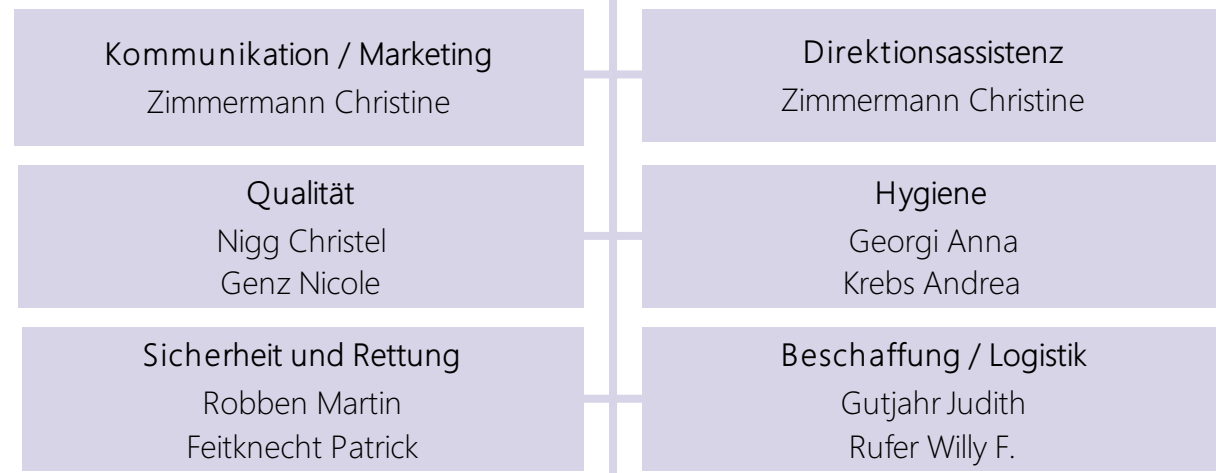 Kommunikation / Marketing
Zimmermann Christine
Direktionsassistenz
Zimmermann Christine
Qualität
Nigg Christel
Genz Nicole
Hygiene
Georgi Anna
Krebs Andrea
Sicherheit und Rettung
Robben Martin
Feitknecht Patrick
Beschaffung / Logistik
Gutjahr Judith
Rufer Willy F.